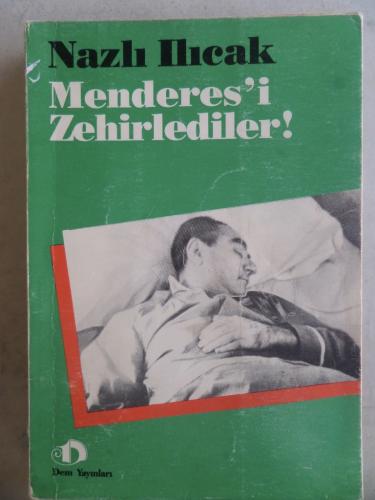 Nazlı Ilıcak
Menderes'i
Zehirlediler!
D
Dem Yayınları